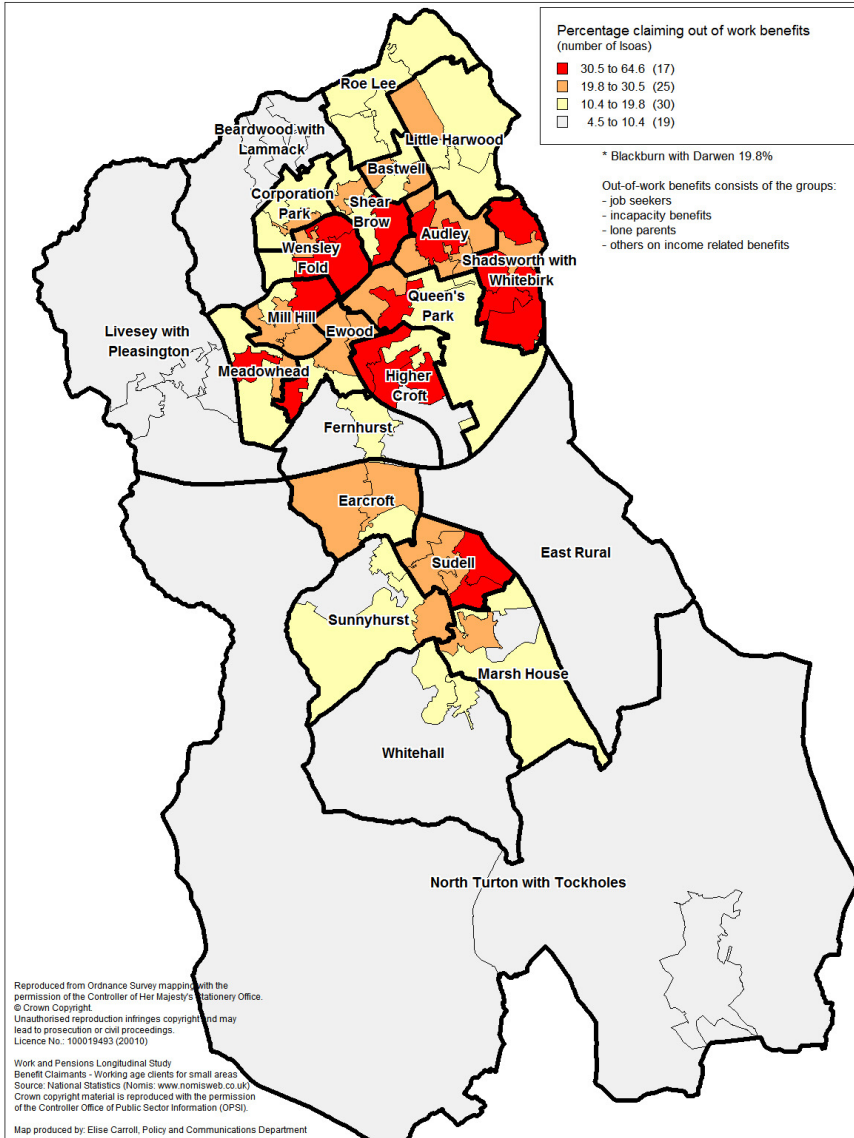 Percentage claiming out of work benefits
(number of lsoas)
30.5 to 64.6 (17)
19.8 to 30.5 (25)
10.4 to 19.8 (30)
4.5 to 10.4 (19)
* Blackburn with Darwen 19.8%
Out-of-work benefits consists of the groups:
- job seekers
- incapacity benefits
- lone parents
- others on income related benefits
Roe Lee
Beardwood with
Lammack
Little Harwood
Bastwell
Corporation
Park
Shear
Brow
Audley
Wensley
Fold
Shadsworth with
Whitebirk
Queen's
Park
Mill Hill
Ewood
Livesey with
Pleasington
Meadowhead
Higher
Croft
Fernhurst
Earcroft
East Rural
Sudell
Sunnyhurst
Marsh House
Whitehall
North Turton with Tockholes
Reproduced from Ordnance Survey mapping with the
permission of the Controller of Her Majesty's Stationery Office.
© Crown Copyright.
Unauthorised reproduction infringes copyright and may
lead to prosecution or civil proceedings.
Licence No.: 100019493 (20010)
Work and Pensions Longitudinal Study
Benefit Claimants - Working age clients for small areas
Source: National Statistics (Nomis: www.nomisweb.co.uk)
Crown copyright material is reproduced with the permission
of the Controller Office of Public Sector Information (OPSI).
Map produced by: Elise Carroll, Policy and Communications Department